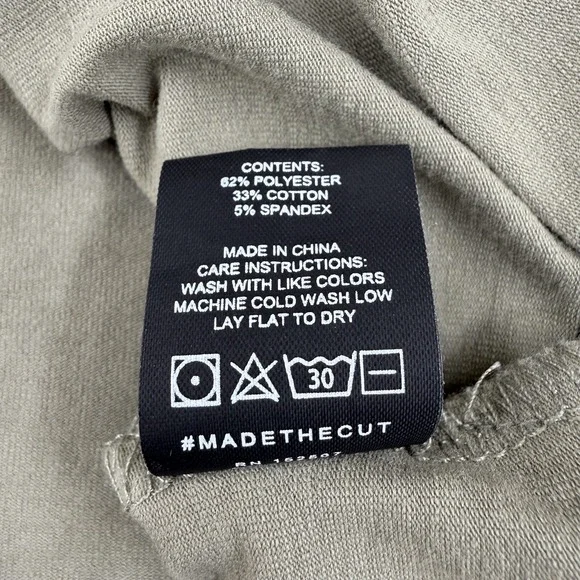 CONTENTS:
62% POLYESTER
33% COTTON
5% SPANDEX
MADE IN CHINA
CARE INSTRUCTIONS:
WASH WITH LIKE COLORS
MACHINE COLD WASH LOW
LAY FLAT TO DRY
30
#MADETHECUT
RN